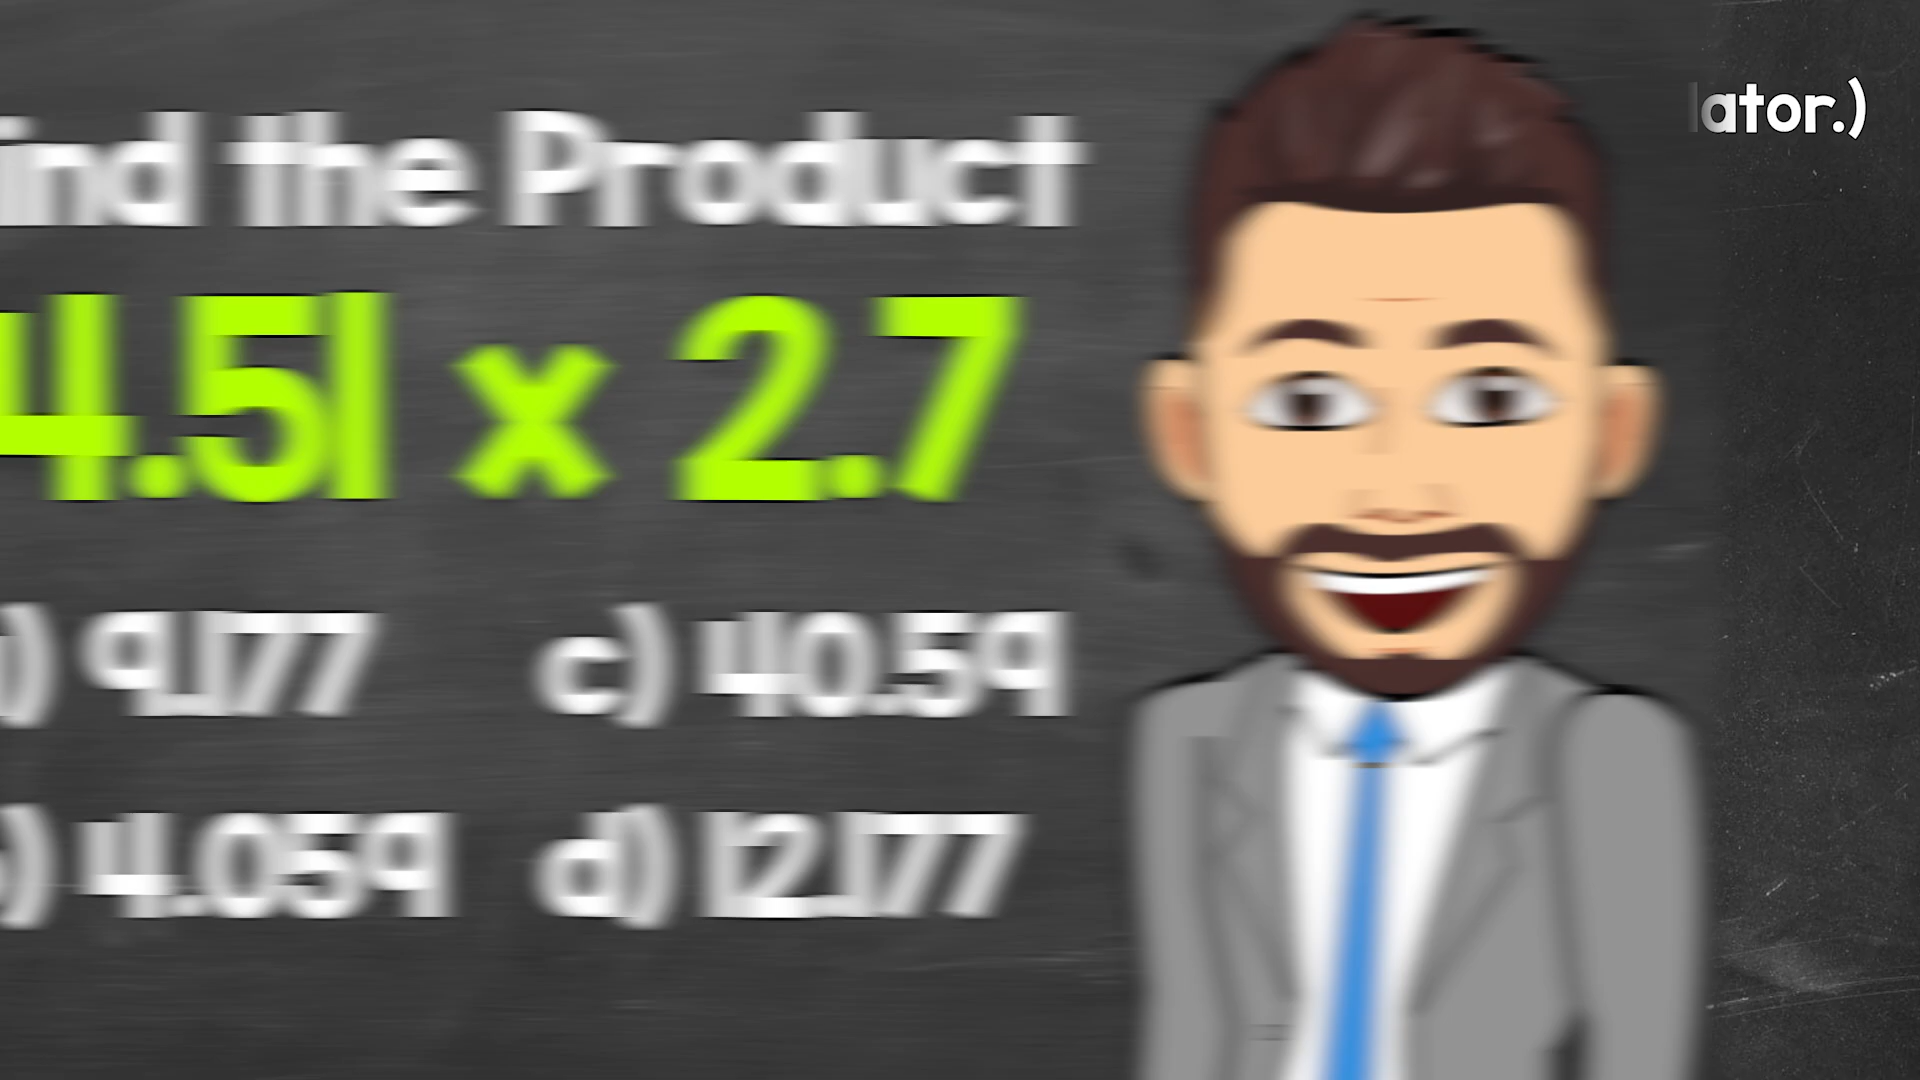 ind the Product
4.51 x 2.7
) 9.177
c) 40.59
) 4.059
d) 12.177
ator.)